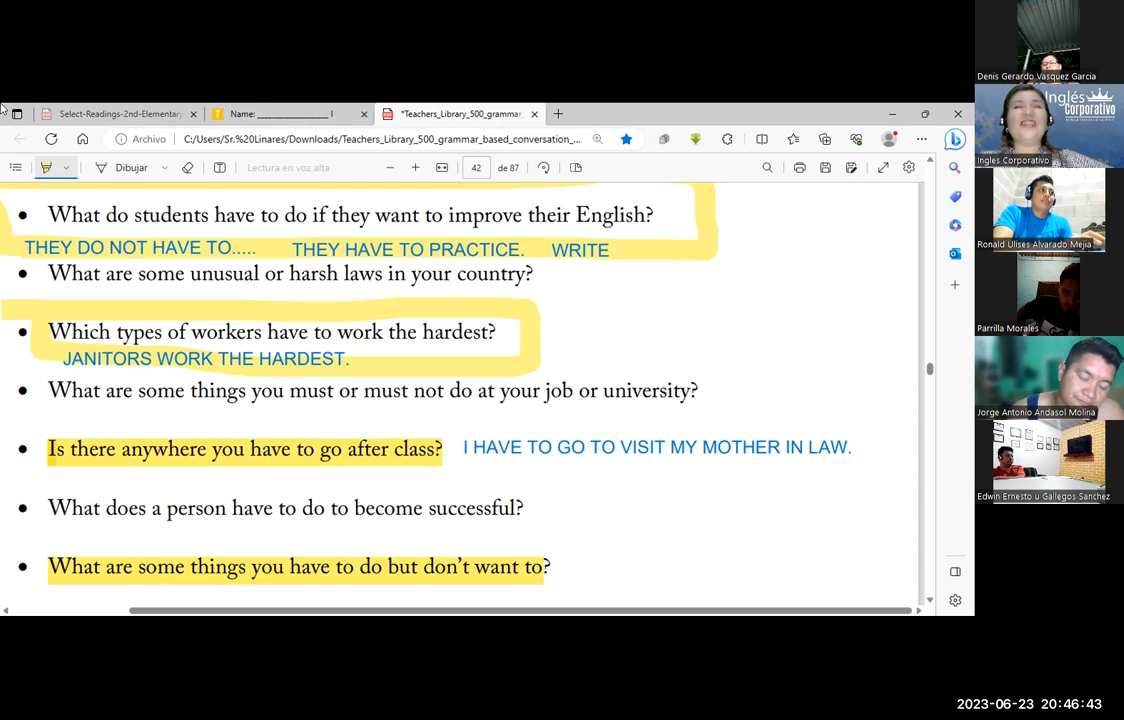 Select-Readings-2nd-Elementary
Name: _____________ I
*Teachers_Library_500_grammar_
Archivo
C:/Users/Sr.%20Linares/Downloads/Teachers_Library_500_grammar_based_conversation_...
Dibujar
Lectura en voz alta
42
de 87
• What do students have to do if they want to improve their English?
THEY DO NOT HAVE TO..... THEY HAVE TO PRACTICE. WRITE
• What are some unusual or harsh laws in your country?
• Which types of workers have to work the hardest?
JANITORS WORK THE HARDEST.
• What are some things you must or must not do at your job or university?
• Is there anywhere you have to go after class? I HAVE TO GO TO VISIT MY MOTHER IN LAW.
• What does a person have to do to become successful?
• What are some things you have to do but don't want to?
Denis Gerardo Vasquez Garcia
Inglés
Corporativo
Ingles Corporativo
Ronald Ulises Alvarado Mejia
Parrilla Morales
Jorge Antonio Andasol Molina
Edwin Ernesto u Gallegos Sanchez
2023-06-23 20:46:43